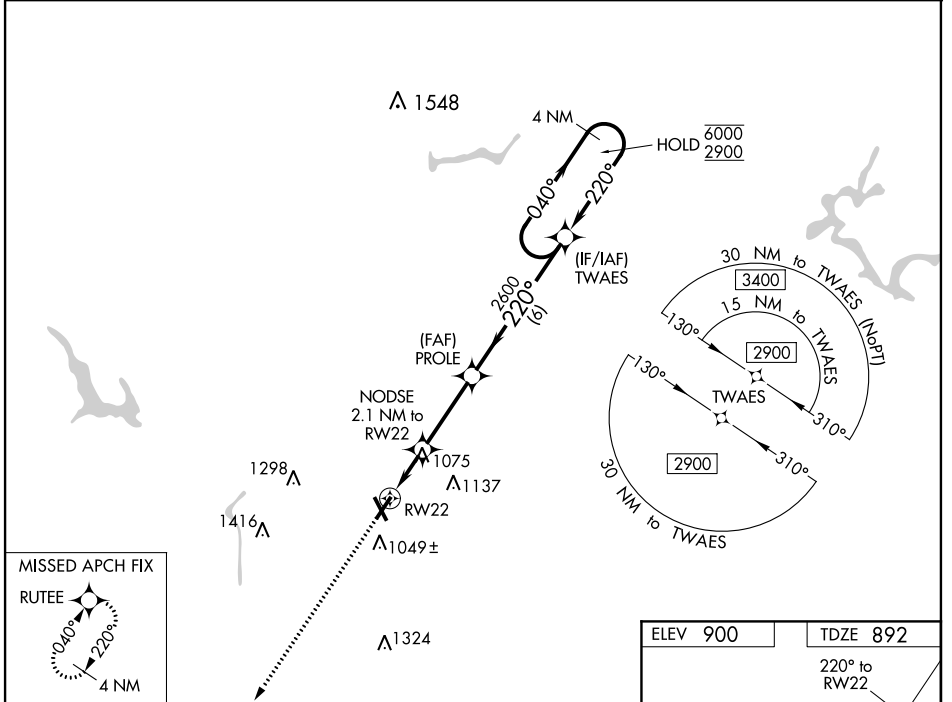 1548
4 NM
HOLD 6000
2900
040°
220°
(IF/IAF)
TWAES
2600
220°
(6)
(FAF)
PROLE
NODSE
2.1 NM to
RW22
1075
1137
1298
1416
RW22
1049±
1324
30 NM to TWAES (NoPT)
3400
15 NM to TWAES
2900
130°
310°
TWAES
130°
310°
2900
30 NM to TWAES
MISSED APCH FIX
RUTEE
040°
220°
4 NM
ELEV 900
TDZE 892
220° to
RW22